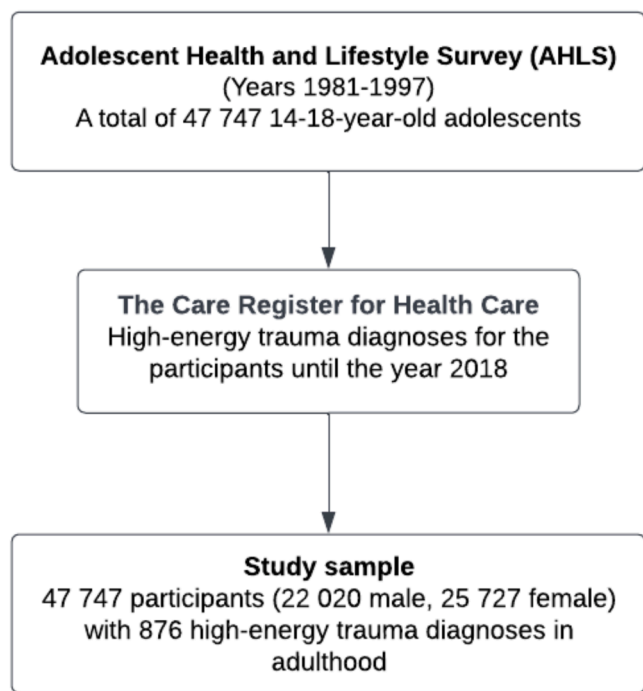 Adolescent Health and Lifestyle Survey (AHLS)
(Years 1981-1997)
A total of 47 747 14-18-year-old adolescents
The Care Register for Health Care
High-energy trauma diagnoses for the
participants until the year 2018
Study sample
47 747 participants (22 020 male, 25 727 female)
with 876 high-energy trauma diagnoses in
adulthood